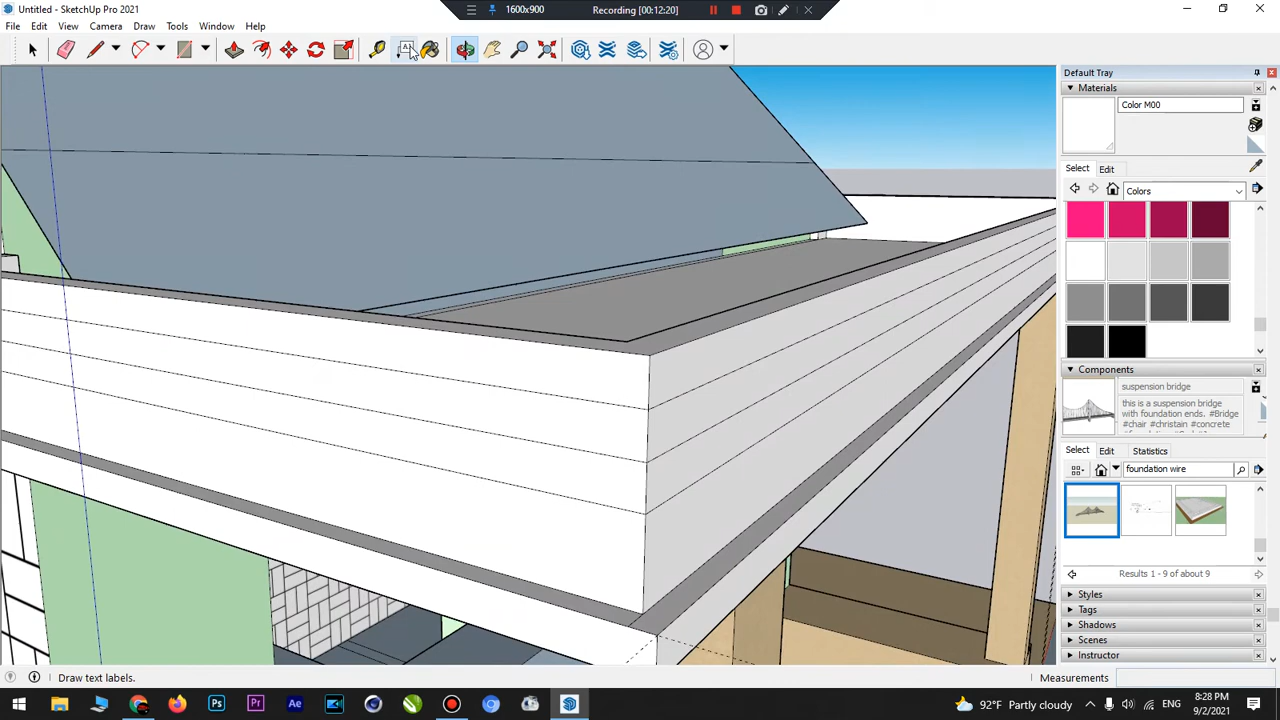 Untitled - SketchUp Pro 2021
1600x900
Recording [00:12:20]
File Edit View Camera Draw Tools Window Help
Default Tray
Materials
Color M00
Select Edit
Colors
Components
suspension bridge
this is a suspension bridge
with foundation ends. #Bridge
#chair #christain #concrete
Select Edit Statistics
foundation wire
Results 1 - 9 of about 9
Styles
Tags
Shadows
Scenes
Instructor
Draw text labels.
Measurements
92°F Partly cloudy
ENG
8:28 PM
9/2/2021